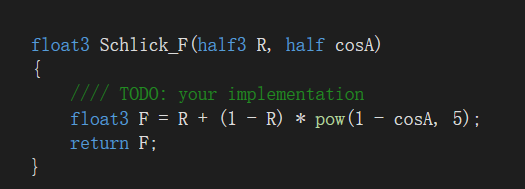 float3 Schlick_F(half3 R, half cosA)
{
//// TODO: your implementation
float3 F = R + (1 - R) * pow(1 - cosA, 5);
return F;
}